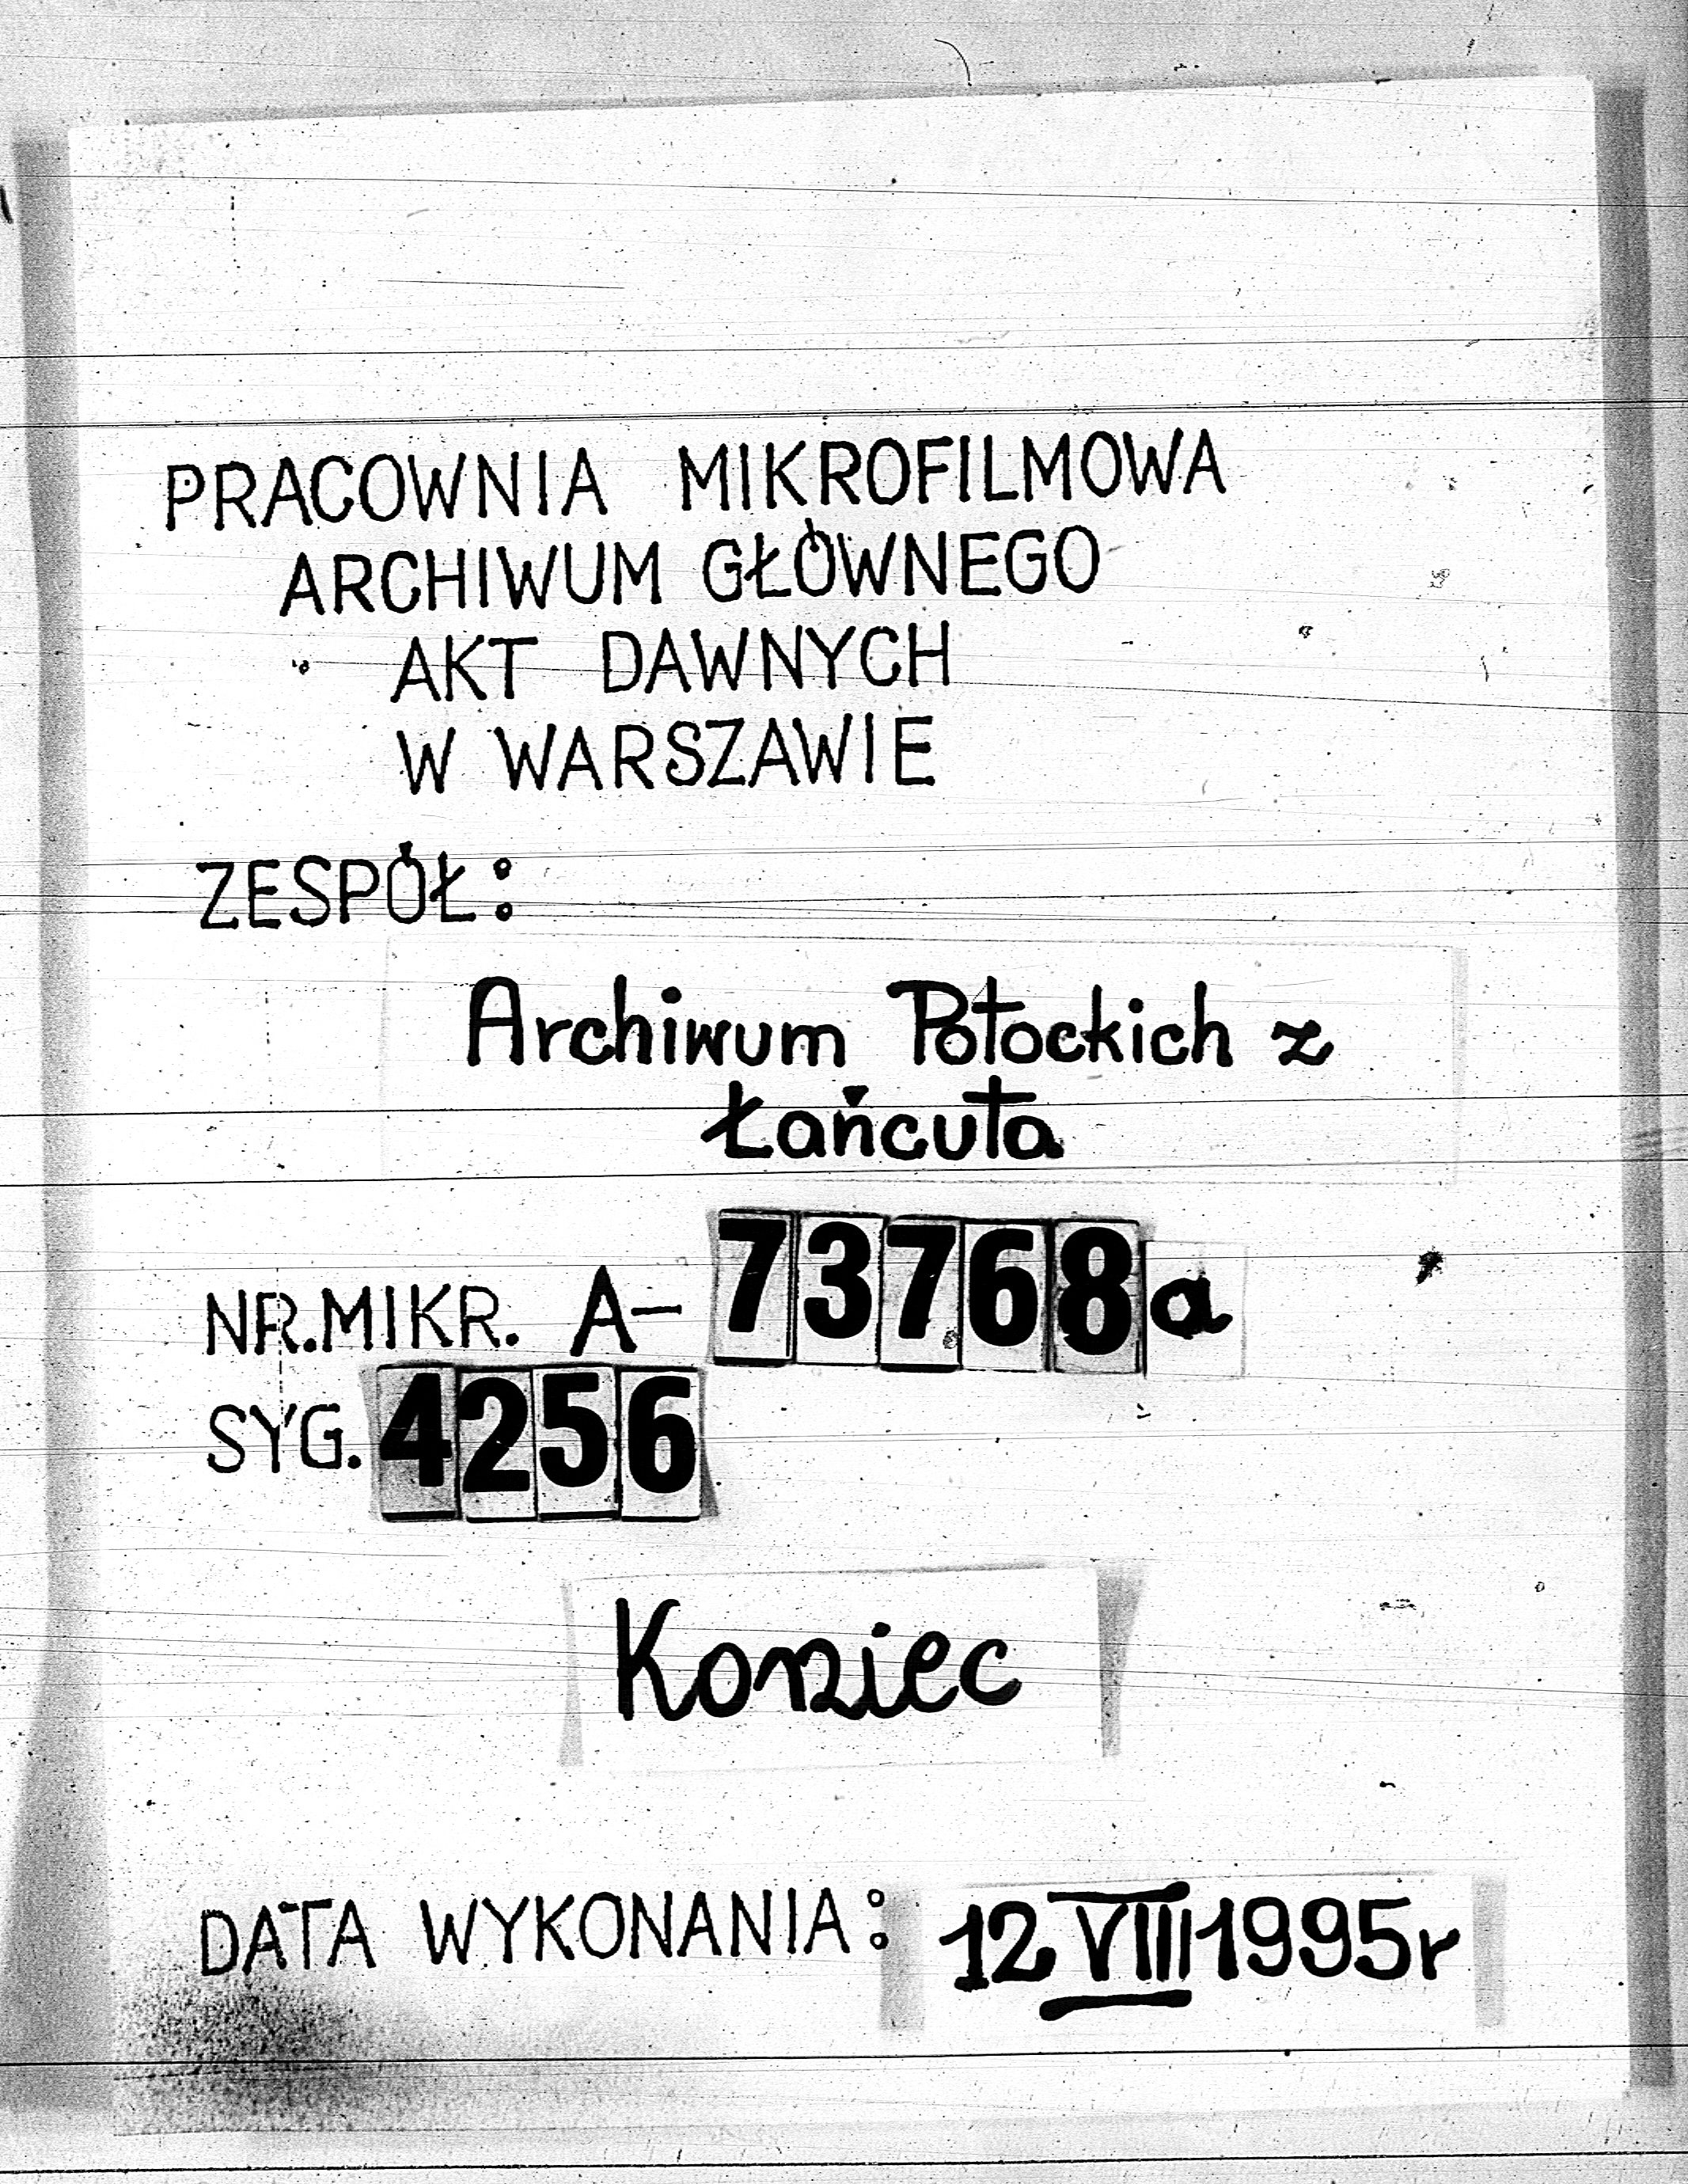 PRACOWNIA MIKROFILMOWA
ARCHIWUM GŁÓWNEGO
AKT DAWNYCH
W WARSZAWIE
ZESPÓŁ:
Archiwum Potockich z
Łańcuta
NR.MIKR. A-73768a
SYG. 4256
Koniec
DATA WYKONANIA: 12 VIII 1995r